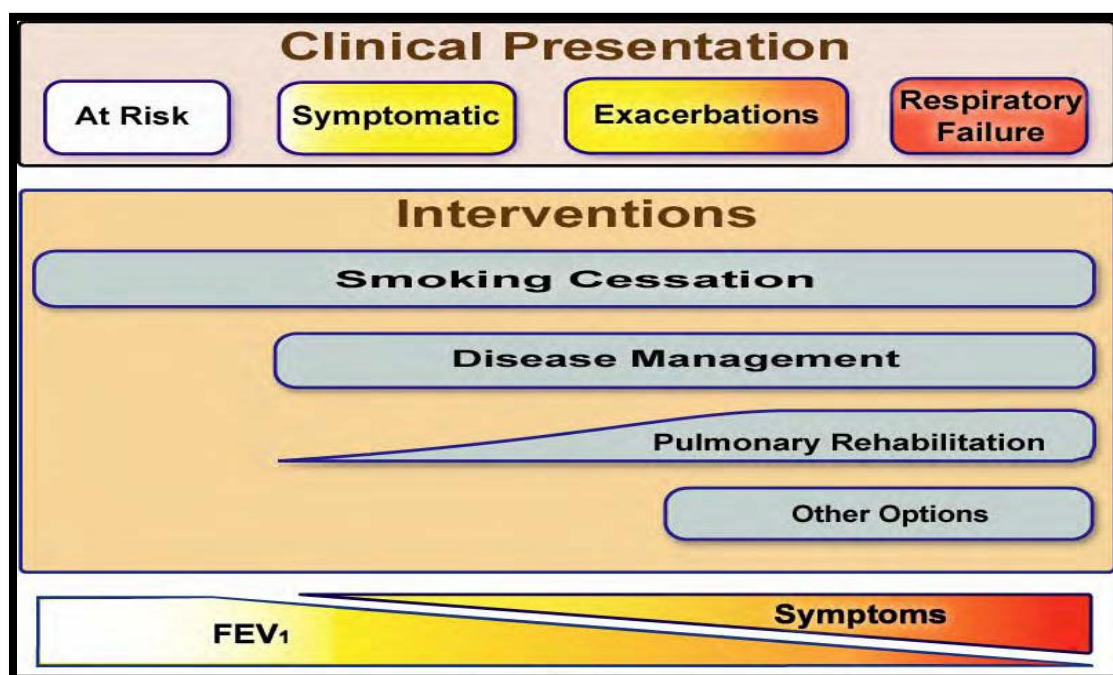 Clinical Presentation
At Risk
Symptomatic
Exacerbations
Respiratory
Failure
Interventions
Smoking Cessation
Disease Management
Pulmonary Rehabilitation
Other Options
Symptoms
FEV₁